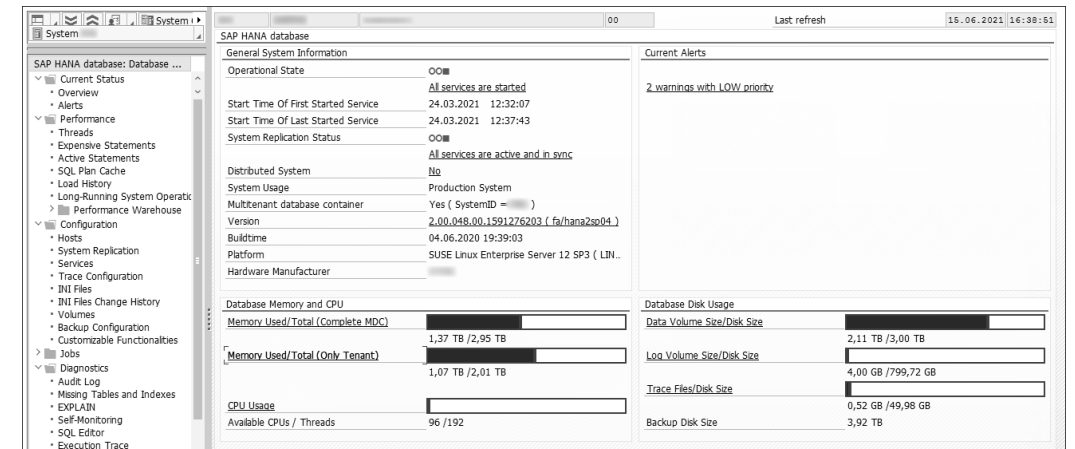 System
System
00
Last refresh
15.06.2021 16:38:51
SAP HANA database
SAP HANA database: Database ...
Current Status
Overview
Alerts
Performance
Threads
Expensive Statements
Active Statements
SQL Plan Cache
Load History
Long-Running System Operatic
Performance Warehouse
Configuration
Hosts
System Replication
Services
Trace Configuration
INI Files
INI Files Change History
Volumes
Backup Configuration
Customizable Functionalities
Jobs
Diagnostics
Audit Log
Missing Tables and Indexes
EXPLAIN
Self-Monitoring
SQL Editor
Execution Trace
General System Information
Operational State
All services are started
Start Time Of First Started Service 24.03.2021 12:32:07
Start Time Of Last Started Service 24.03.2021 12:37:43
System Replication Status
All services are active and in sync
Distributed System No
System Usage Production System
Multitenant database container Yes ( SystemID = )
Version 2.00.048.00.1591276203 ( fa/hana2sp04 )
Buildtime 04.06.2020 19:39:03
Platform SUSE Linux Enterprise Server 12 SP3 ( LIN..
Hardware Manufacturer
Current Alerts
2 warnings with LOW priority
Database Memory and CPU
Memory Used/Total (Complete MDC)
1,37 TB /2,95 TB
Memory Used/Total (Only Tenant)
1,07 TB /2,01 TB
CPU Usage
Available CPUs / Threads 96 /192
Database Disk Usage
Data Volume Size/Disk Size
2,11 TB /3,00 TB
Log Volume Size/Disk Size
4,00 GB /799,72 GB
Trace Files/Disk Size
0,52 GB /49,98 GB
Backup Disk Size 3,92 TB